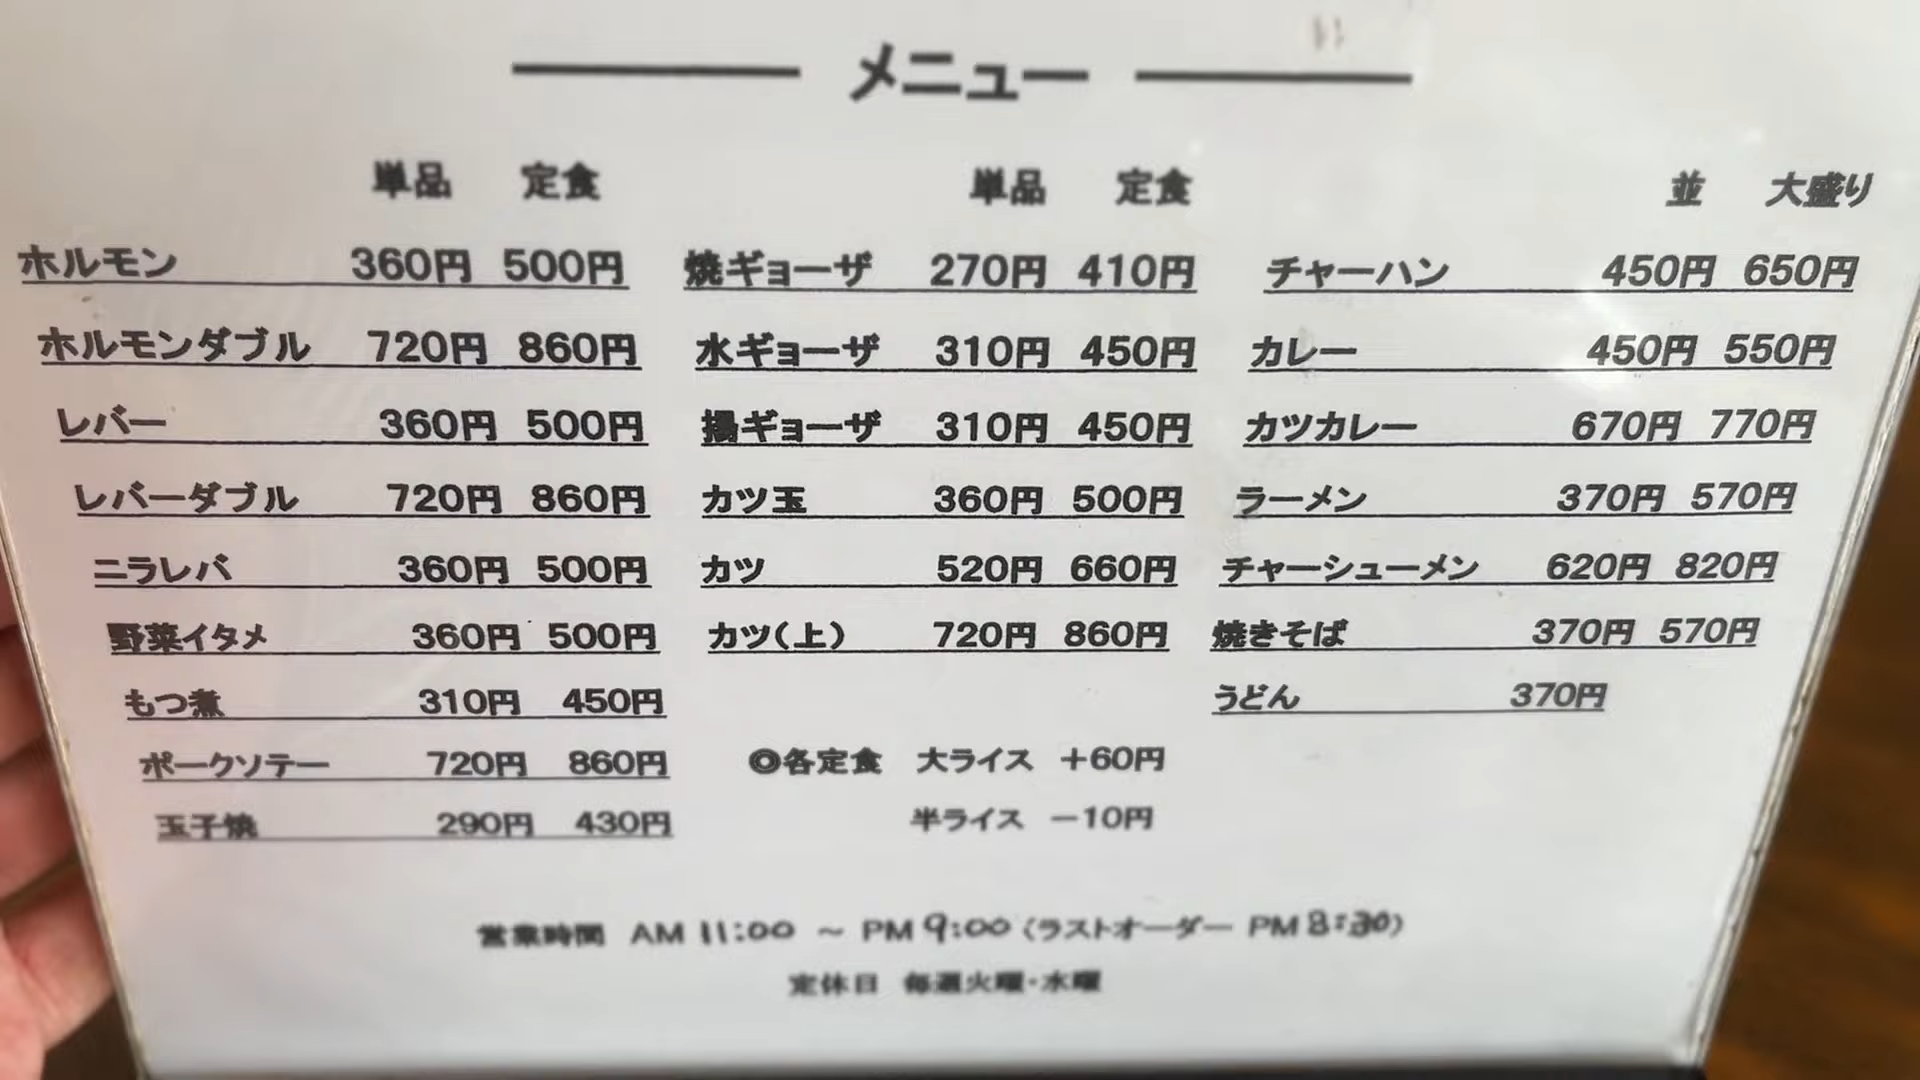 メニュー
単品 定食 単品 定食 並 大盛り
ホルモン 360円 500円 焼ギョーザ 270円 410円 チャーハン 450円 650円
ホルモンダブル 720円 860円 水ギョーザ 310円 450円 カレー 450円 550円
レバー 360円 500円 揚ギョーザ 310円 450円 カツカレー 670円 770円
レバーダブル 720円 860円 カツ玉 360円 500円 ラーメン 370円 570円
ニラレバ 360円 500円 カツ 520円 660円 チャーシューメン 620円 820円
野菜イタメ 360円 500円 カツ(上) 720円 860円 焼きそば 370円 570円
もつ煮 310円 450円 うどん 370円
ポークソテー 720円 860円 ◎各定食 大ライス +60円
玉子焼 290円 430円 半ライス −10円
営業時間 AM 11:00 ~ PM 9:00 (ラストオーダー PM 8:30)
定休日 毎週火曜・水曜